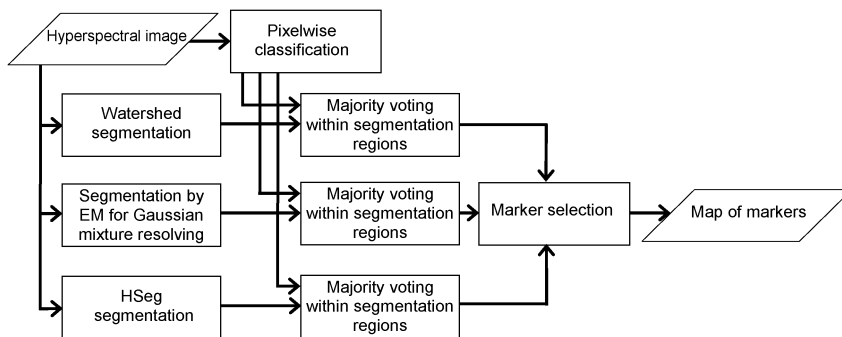 Hyperspectral image
Pixelwise
classification
Watershed
segmentation
Majority voting
within segmentation
regions
Segmentation by
EM for Gaussian
mixture resolving
Majority voting
within segmentation
regions
Marker selection
Map of markers
HSeg
segmentation
Majority voting
within segmentation
regions